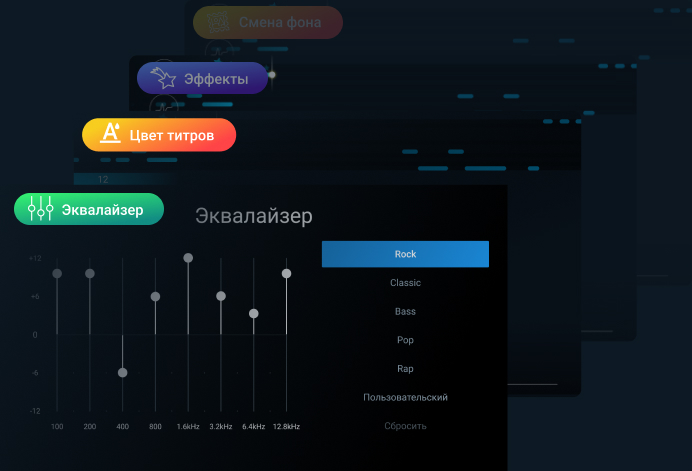 Смена фона
Эффекты
Цвет титров
12
Эквалайзер
Эквалайзер
+12
+6
0
-6
-12
100 200 400 800 1.6kHz 3.2kHz 6.4kHz 12.8kHz
Rock
Classic
Bass
Pop
Rap
Пользовательский
Сбросить